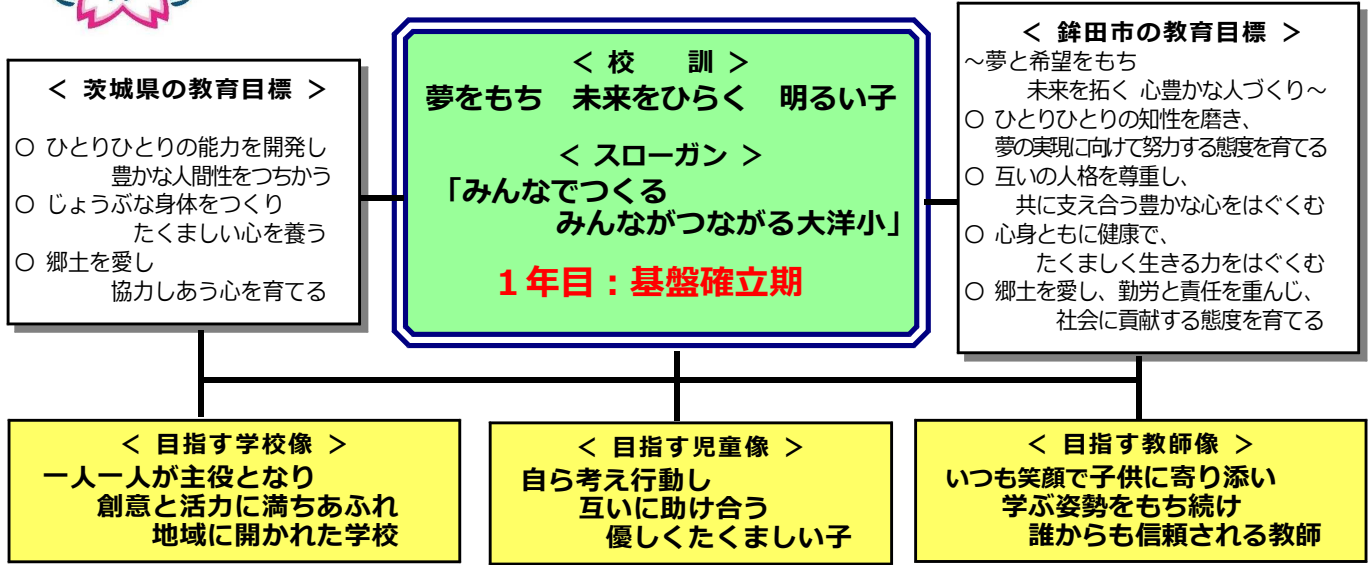 ＜ 茨城県の教育目標 ＞
○ ひとりひとりの能力を開発し
豊かな人間性をつちかう
○ じょうぶな身体をつくり
たくましい心を養う
○ 郷土を愛し
協力しあう心を育てる
＜ 校　訓 ＞
夢をもち　未来をひらく　明るい子
＜ スローガン ＞
「みんなでつくる
みんながつながる大洋小」
１年目：基盤確立期
＜ 鉾田市の教育目標 ＞
～夢と希望をもち
未来を拓く 心豊かな人づくり～
○ ひとりひとりの知性を磨き、
夢の実現に向けて努力する態度を育てる
○ 互いの人格を尊重し、
共に支え合う豊かな心をはぐくむ
○ 心身ともに健康で、
たくましく生きる力をはぐくむ
○ 郷土を愛し、勤労と責任を重んじ、
社会に貢献する態度を育てる
＜ 目指す学校像 ＞
一人一人が主役となり
創意と活力に満ちあふれ
地域に開かれた学校
＜ 目指す児童像 ＞
自ら考え行動し
互いに助け合う
優しくたくましい子
＜ 目指す教師像 ＞
いつも笑顔で子供に寄り添い
学ぶ姿勢をもち続け
誰からも信頼される教師